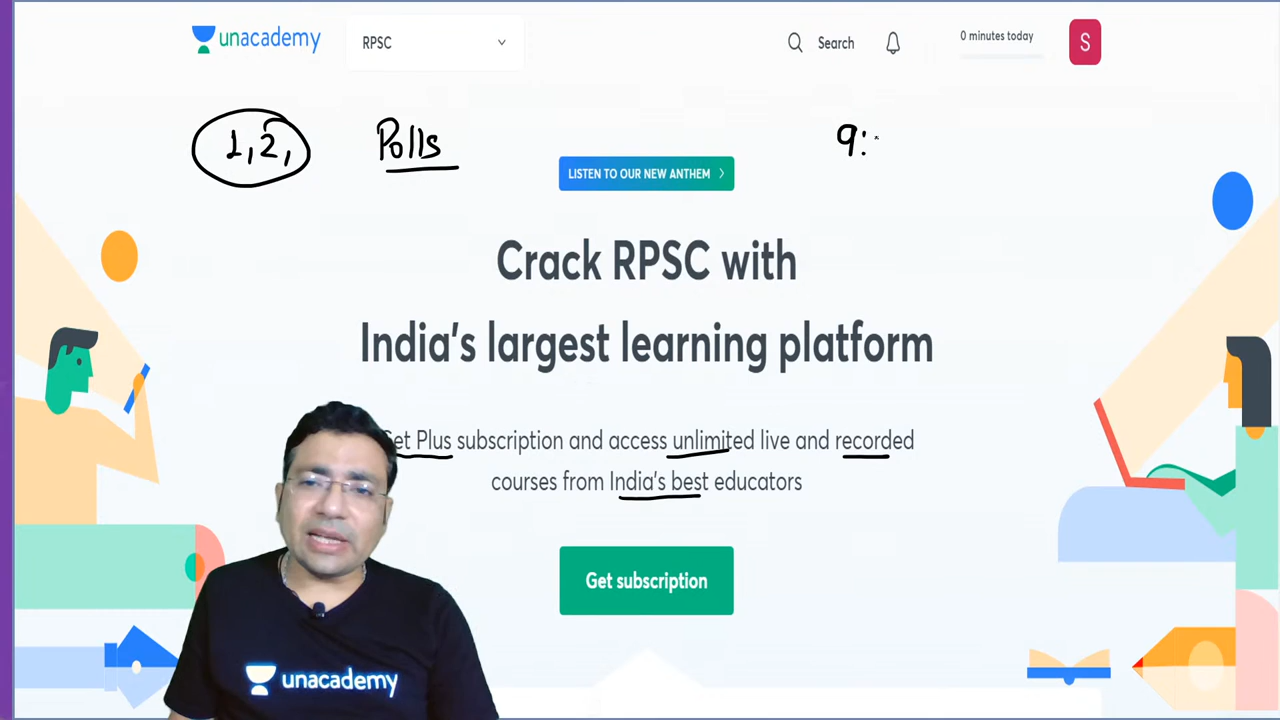 unacademy
RPSC
Search
0 minutes today
S
1, 2,
Polls
9:
LISTEN TO OUR NEW ANTHEM
Crack RPSC with
India's largest learning platform
Get Plus subscription and access unlimited live and recorded
courses from India's best educators
Get subscription
unacademy